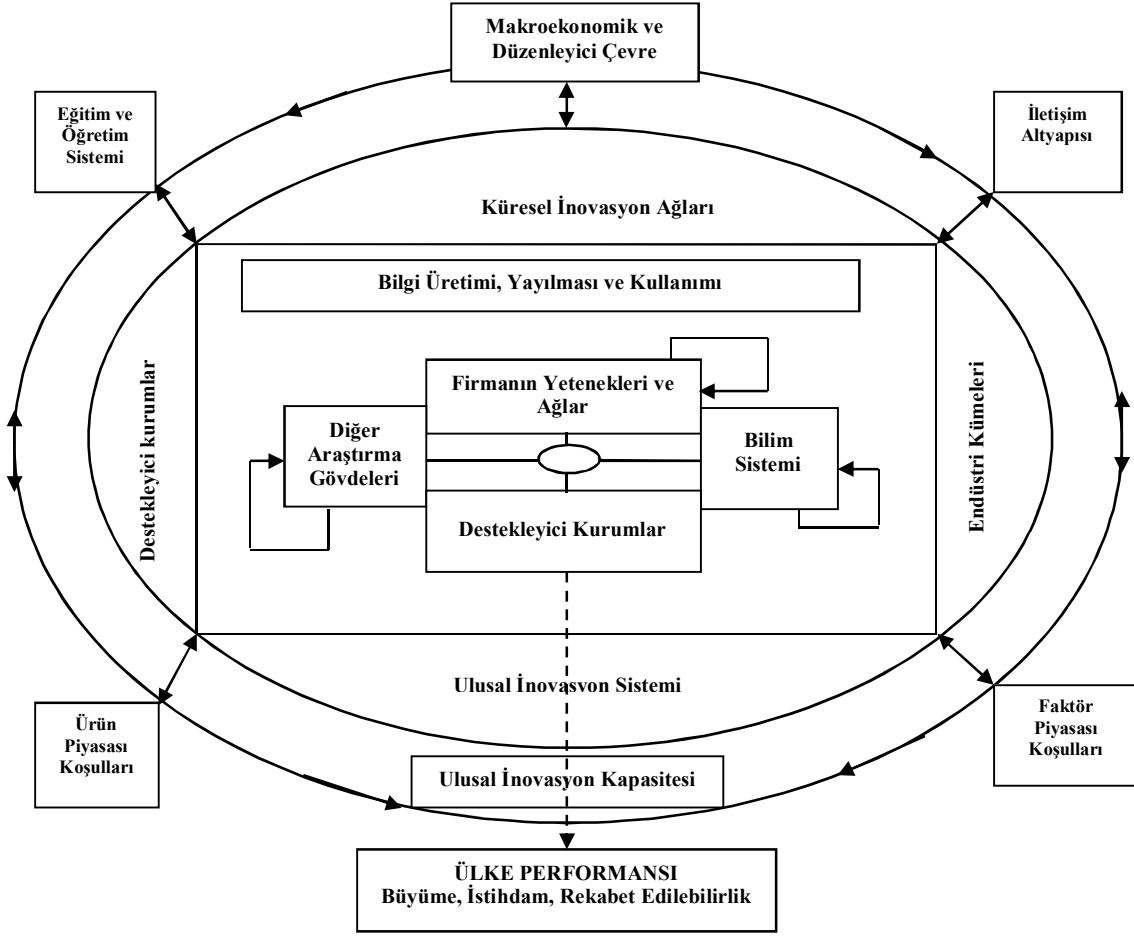 Makroekonomik ve
Düzenleyici Çevre
Eğitim ve
Öğretim
Sistemi
İletişim
Altyapısı
Küresel İnovasyon Ağları
Bilgi Üretimi, Yayılması ve Kullanımı
Destekleyici kurumlar
Firmanın Yetenekleri ve
Ağlar
Diğer
Araştırma
Gövdeleri
Bilim
Sistemi
Destekleyici Kurumlar
Endüstri Kümeleri
Ulusal İnovasvon Sistemi
Ürün
Piyasası
Koşulları
Faktör
Piyasası
Koşulları
Ulusal İnovasyon Kapasitesi
ÜLKE PERFORMANSI
Büyüme, İstihdam, Rekabet Edilebilirlik